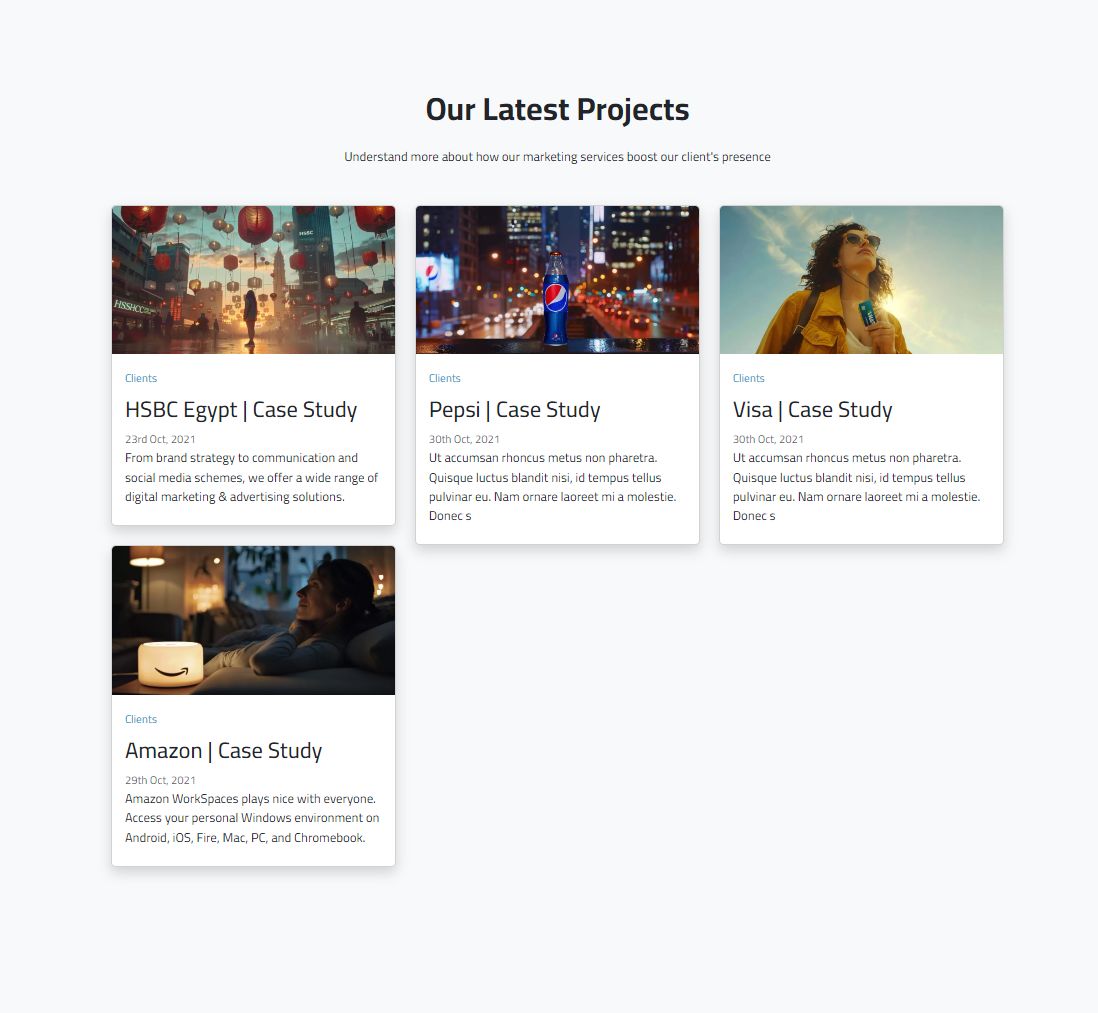 Our Latest Projects
Understand more about how our marketing services boost our client's presence
HSBC
HSSHCC
Clients
HSBC Egypt | Case Study
23rd Oct, 2021
From brand strategy to communication and
social media schemes, we offer a wide range of
digital marketing & advertising solutions.
Clients
Pepsi | Case Study
30th Oct, 2021
Ut accumsan rhoncus metus non pharetra.
Quisque luctus blandit nisi, id tempus tellus
pulvinar eu. Nam ornare laoreet mi a molestie.
Donec s
Clients
Visa | Case Study
30th Oct, 2021
Ut accumsan rhoncus metus non pharetra.
Quisque luctus blandit nisi, id tempus tellus
pulvinar eu. Nam ornare laoreet mi a molestie.
Donec s
Clients
Amazon | Case Study
29th Oct, 2021
Amazon WorkSpaces plays nice with everyone.
Access your personal Windows environment on
Android, iOS, Fire, Mac, PC, and Chromebook.